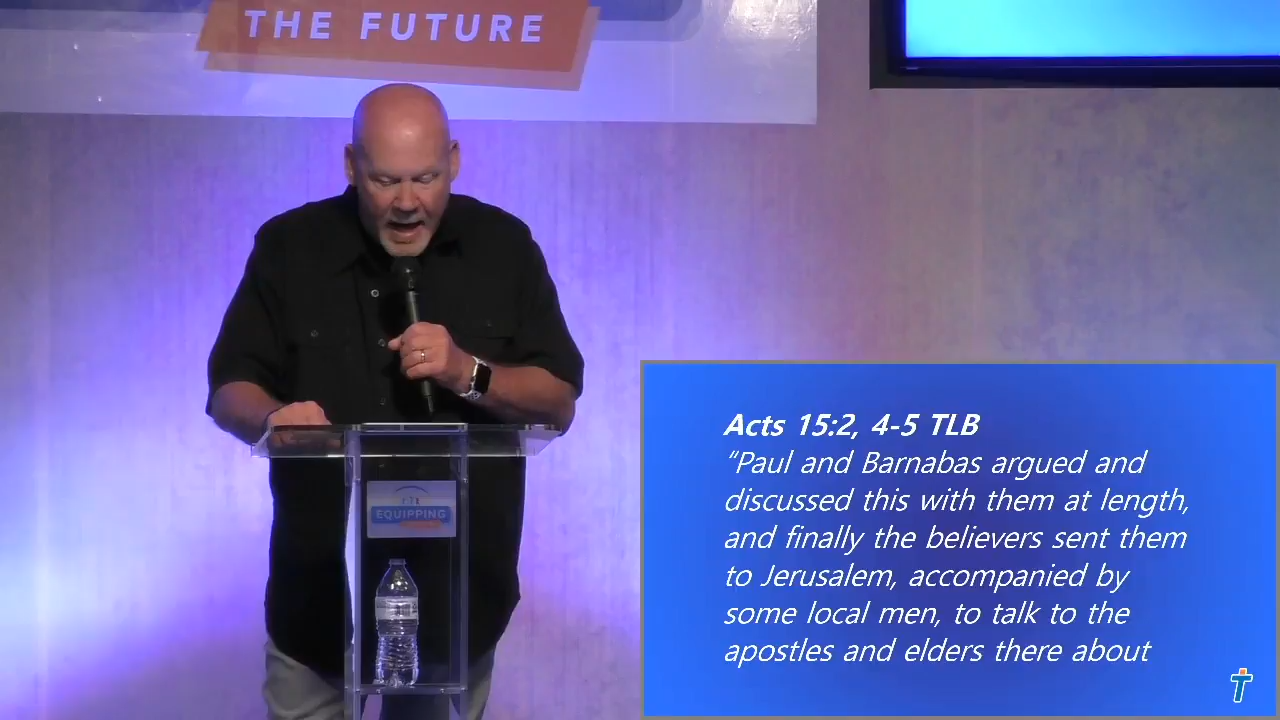 THE FUTURE
EQUIPPING
Acts 15:2, 4-5 TLB
“Paul and Barnabas argued and
discussed this with them at length,
and finally the believers sent them
to Jerusalem, accompanied by
some local men, to talk to the
apostles and elders there about